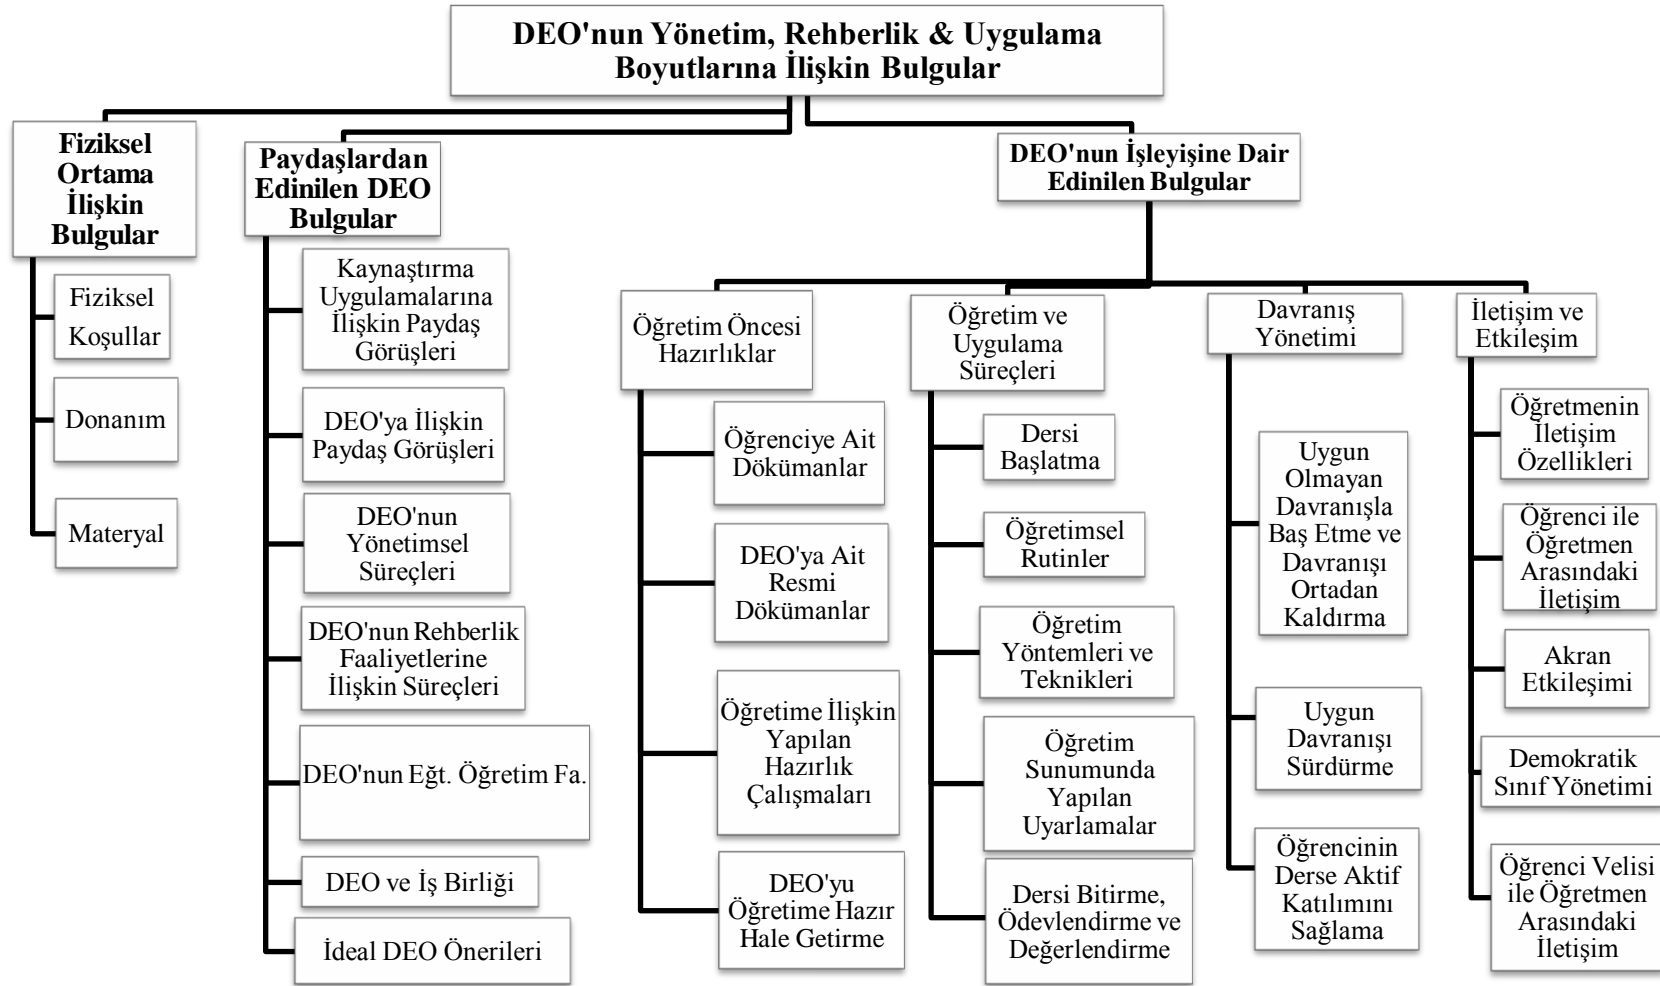 DEO'nun Yönetim, Rehberlik & Uygulama
Boyutlarına İlişkin Bulgular
Fiziksel
Ortama
İlişkin
Bulgular
Fiziksel
Koşullar
Donanım
Materyal
Paydaşlardan
Edinilen DEO
Bulgular
Kaynaştırma
Uygulamalarına
İlişkin Paydaş
Görüşleri
DEO'ya İlişkin
Paydaş Görüşleri
DEO'nun
Yönetimsel
Süreçleri
DEO'nun Rehberlik
Faaliyetlerine
İlişkin Süreçleri
DEO'nun Eğt. Öğretim Fa.
DEO ve İş Birliği
İdeal DEO Önerileri
DEO'nun İşleyişine Dair
Edinilen Bulgular
Öğretim Öncesi
Hazırlıklar
Öğrenciye Ait
Dökümanlar
DEO'ya Ait
Resmi
Dökümanlar
Öğretime İlişkin
Yapılan
Hazırlık
Çalışmaları
DEO'yu
Öğretime Hazır
Hale Getirme
Öğretim ve
Uygulama
Süreçleri
Dersi
Başlatma
Öğretimsel
Rutinler
Öğretim
Yöntemleri ve
Teknikleri
Öğretim
Sunumunda
Yapılan
Uyarlamalar
Dersi Bitirme,
Ödevlendirme ve
Değerlendirme
Davranış
Yönetimi
Uygun
Olmayan
Davranışla
Baş Etme ve
Davranışı
Ortadan
Kaldırma
Uygun
Davranışı
Sürdürme
Öğrencinin
Derse Aktif
Katılımını
Sağlama
İletişim ve
Etkileşim
Öğretmenin
İletişim
Özellikleri
Öğrenci ile
Öğretmen
Arasındaki
İletişim
Akran
Etkileşimi
Demokratik
Sınıf Yönetimi
Öğrenci Velisi
ile Öğretmen
Arasındaki
İletişim